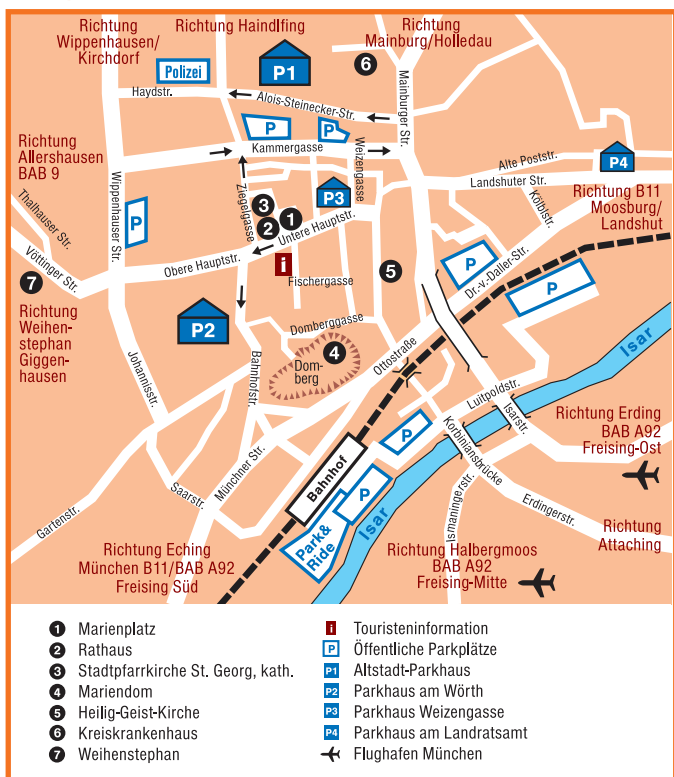 Richtung
Wippenhausen/
Kirchdorf
Richtung Haindlfing
Richtung
Mainburg/Holledau
Polizei
P1
6
Haydstr.
Alois-Steinecker-Str.
Mainburger Str.
P
P
Kammergasse
Weizengasse
Richtung
Allershausen
BAB 9
Wippenhauser Str.
Alte Poststr.
P4
Landshuter Str.
Kölblstr.
Richtung B11
Moosburg/
Landshut
Thalhauser Str.
P
Ziegelgasse
3
2
1
P3
Untere Hauptstr.
Vöttinger Str.
7
Obere Hauptstr.
i
Fischergasse
5
P
Dr.-v.-Daller-Str.
P
Richtung
Weihen-
stephan
Giggen-
hausen
P2
Domberggasse
4
Dom-
berg
Ottostraße
Isar
Johannisstr.
Bahnhofstr.
Luitpoldstr.
Isarstr.
Richtung Erding
BAB A92
Freising-Ost
Münchner Str.
Saarstr.
Gartenstr.
Bahnhof
P
P
Park&
Ride
Korbiniansbrücke
Ismaningerstr.
Erdingerstr.
Isar
Richtung
Attaching
Richtung Eching
München B11/BAB A92
Freising Süd
Richtung Halbergmoos
BAB A92
Freising-Mitte
1 Marienplatz
2 Rathaus
3 Stadtpfarrkirche St. Georg, kath.
4 Mariendom
5 Heilig-Geist-Kirche
6 Kreiskrankenhaus
7 Weihenstephan
i Touristeninformation
P Öffentliche Parkplätze
P1 Altstadt-Parkhaus
P2 Parkhaus am Wörth
P3 Parkhaus Weizengasse
P4 Parkhaus am Landratsamt
Flughafen München